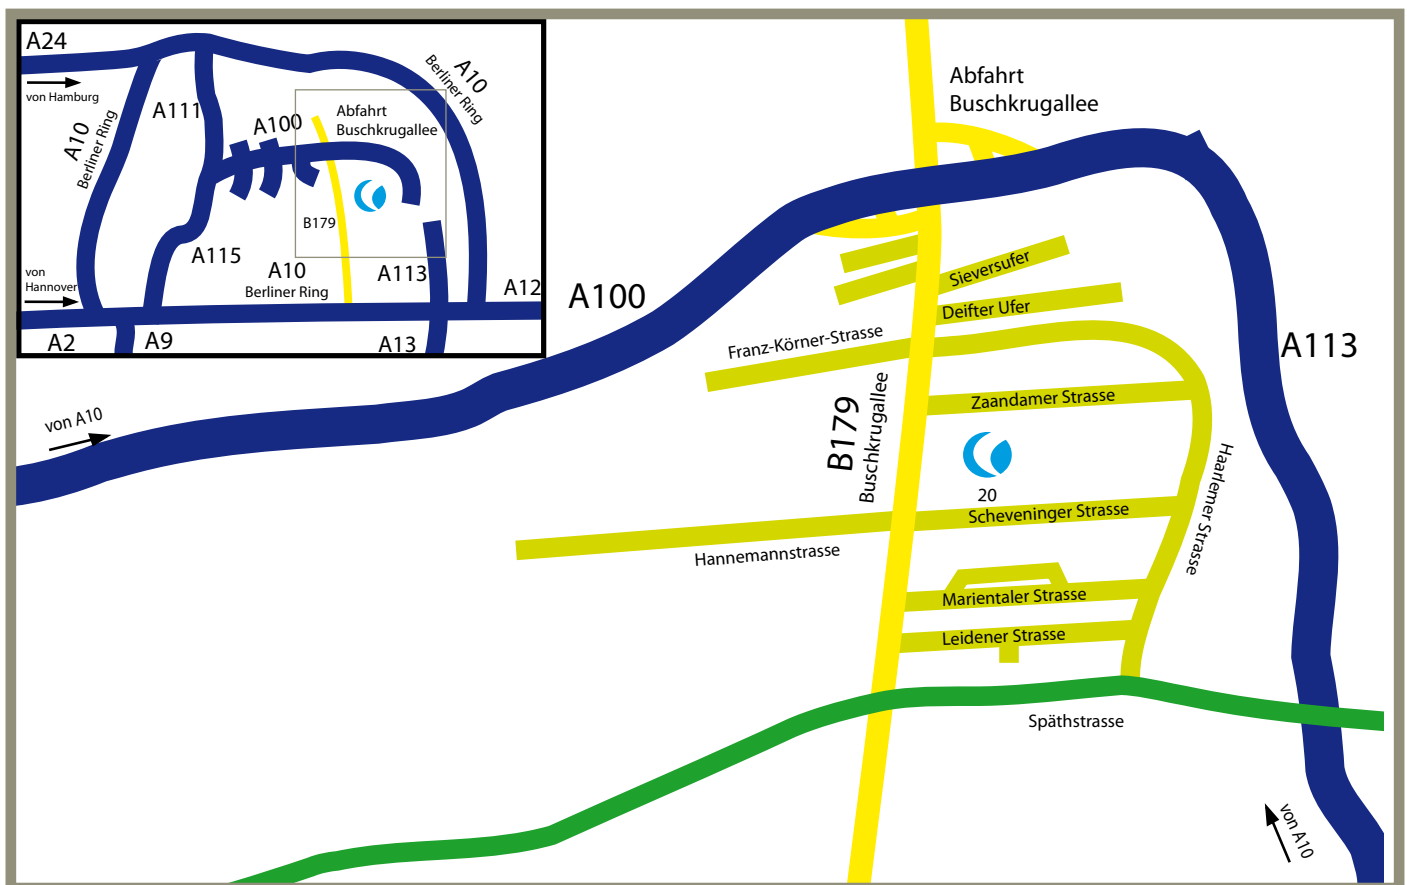 A24
von Hamburg
A10
Berliner Ring
A111
A100
Abfahrt
Buschkrugallee
A10
Berliner Ring
B179
A115
A10
Berliner Ring
A113
A12
von
Hannover
A2
A9
A13
Abfahrt
Buschkrugallee
A100
A113
von A10
Sieversufer
Deifter Ufer
Franz-Körner-Strasse
Zaandamer Strasse
B179
Buschkrugallee
20
Scheveninger Strasse
Hannemannstrasse
Haarlemer Strasse
Marientaler Strasse
Leidener Strasse
Späthstrasse
von A10